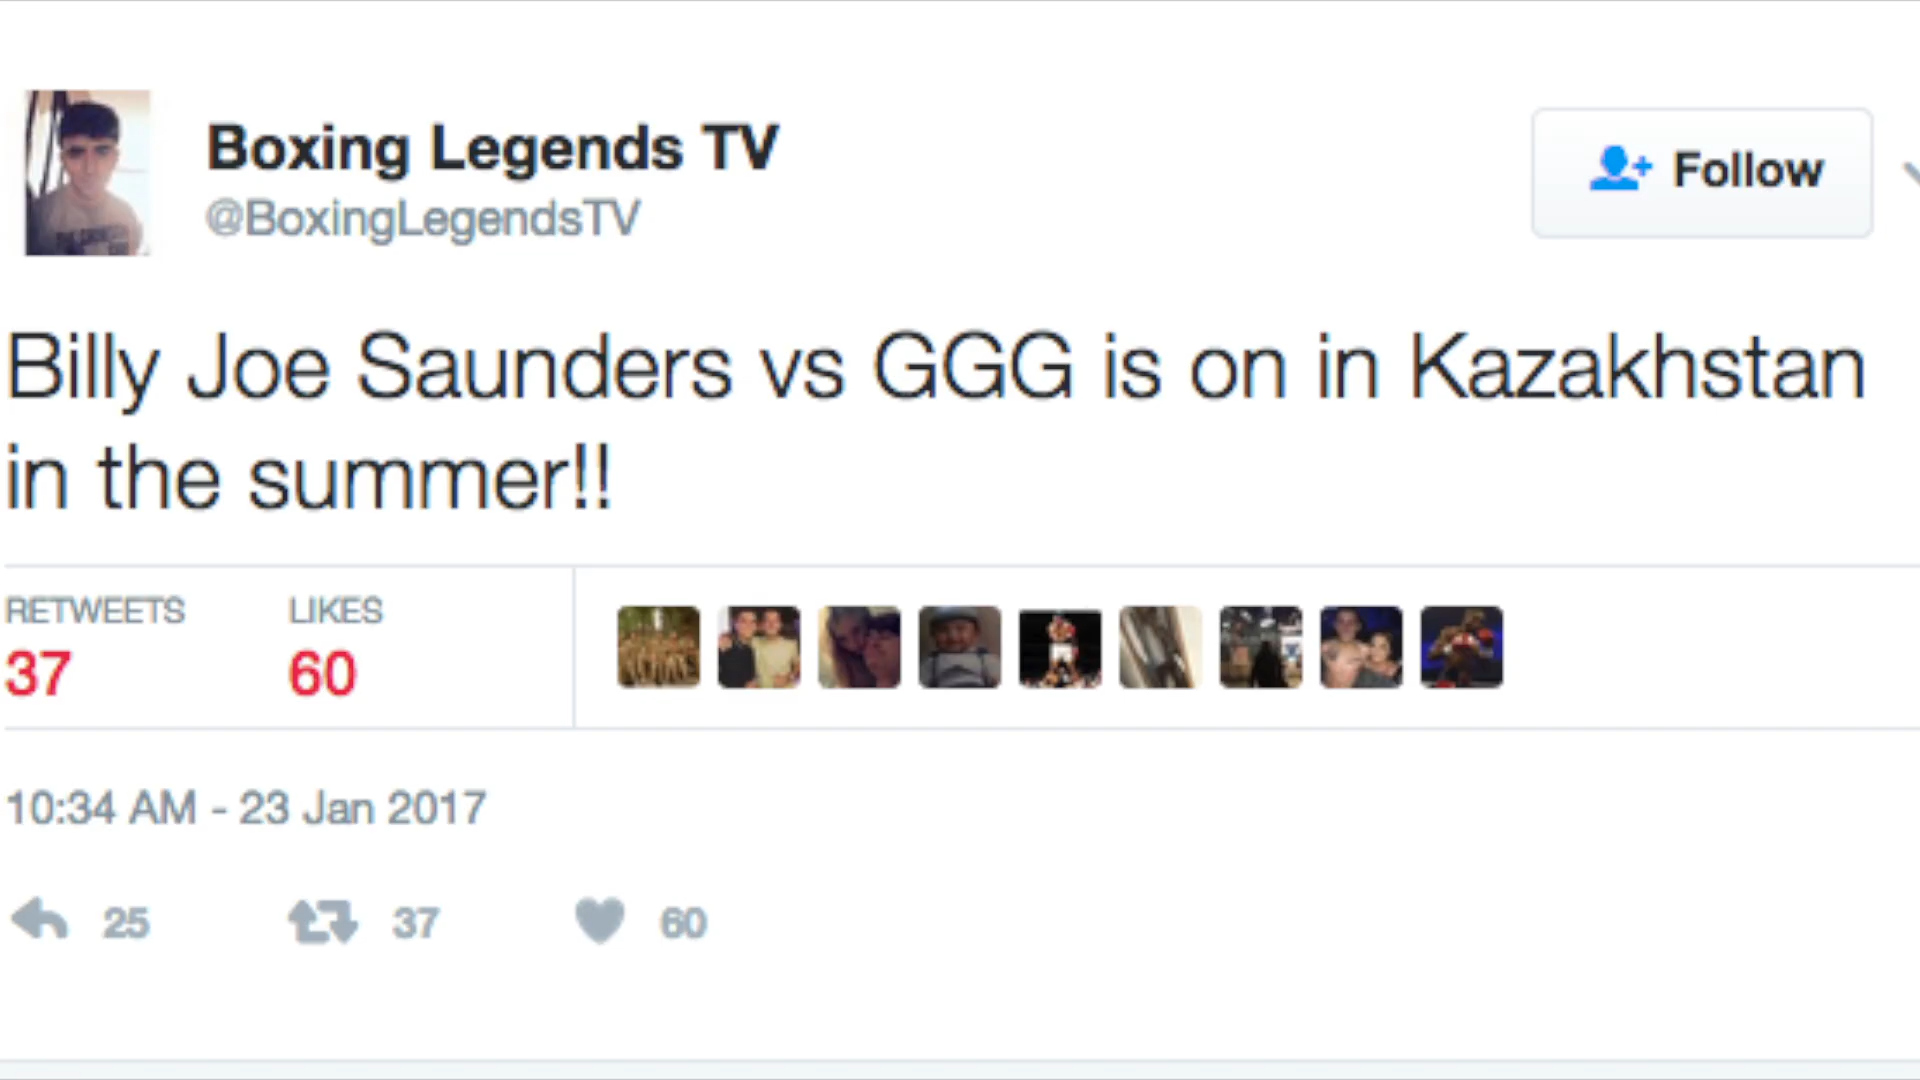 Boxing Legends TV
@BoxingLegendsTV
Follow
Billy Joe Saunders vs GGG is on in Kazakhstan
in the summer!!
RETWEETS LIKES
37 60
10:34 AM - 23 Jan 2017
25 37 60